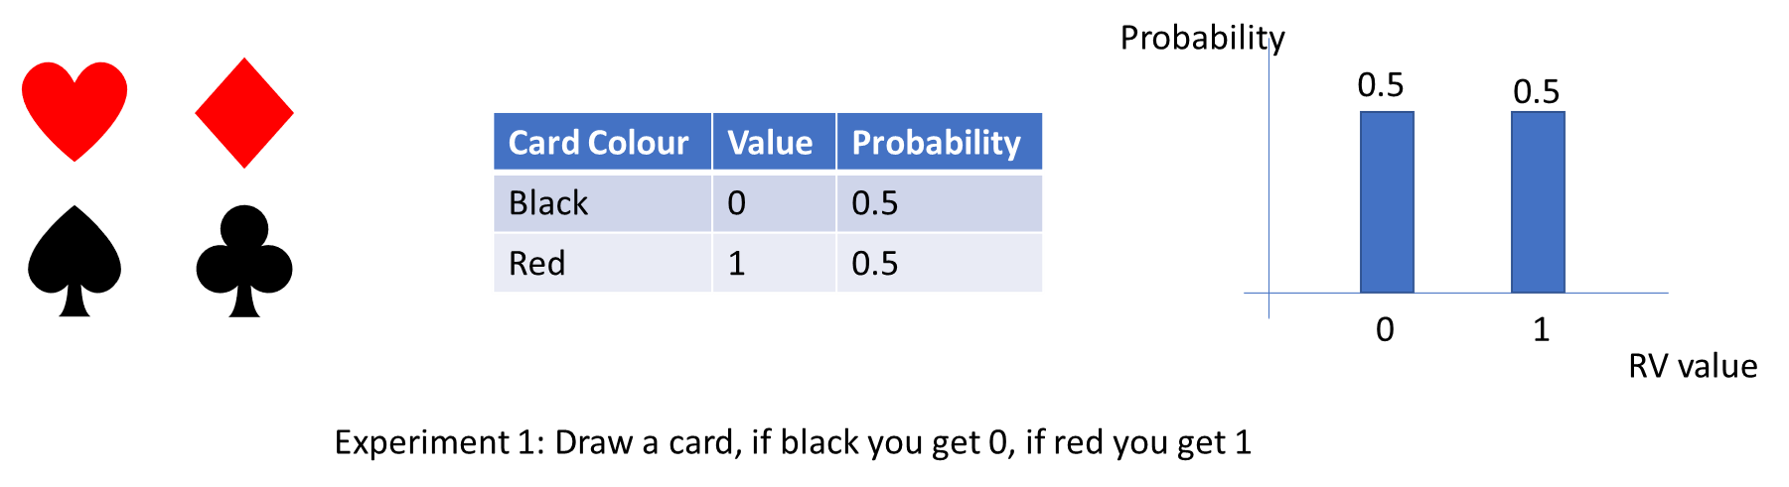 Card Colour Value Probability
Black 0 0.5
Red 1 0.5
Probability
0.5 0.5
0 1
RV value
Experiment 1: Draw a card, if black you get 0, if red you get 1